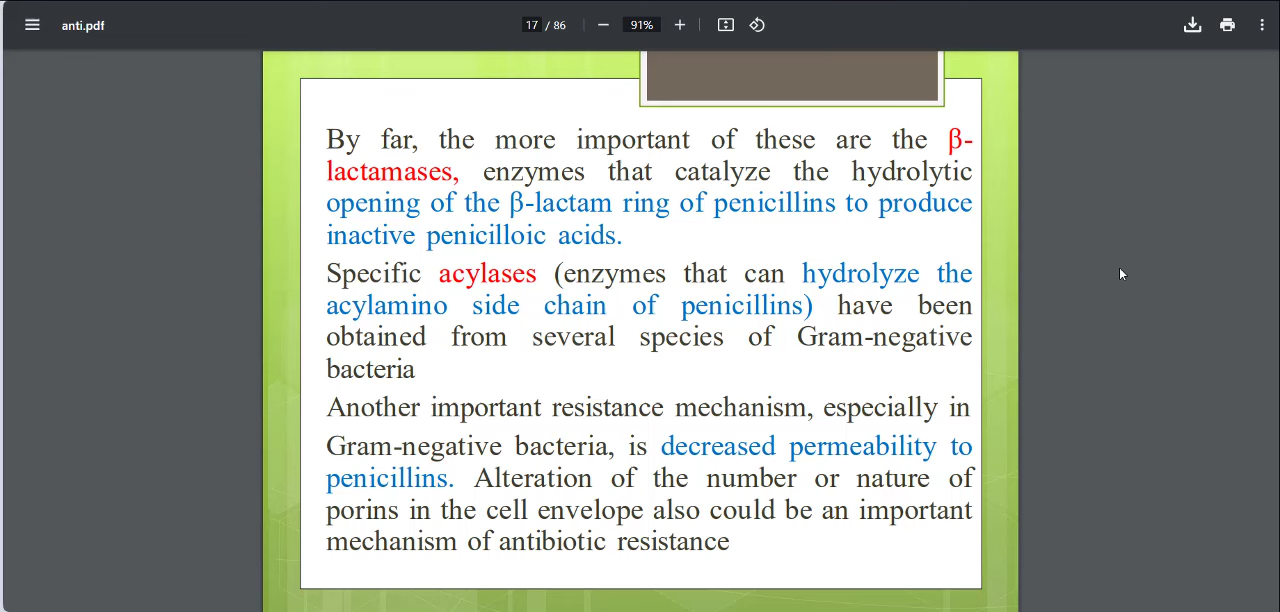 anti.pdf
17 / 86
91%
By far, the more important of these are the β-
lactamases, enzymes that catalyze the hydrolytic
opening of the β-lactam ring of penicillins to produce
inactive penicilloic acids.
Specific acylases (enzymes that can hydrolyze the
acylamino side chain of penicillins) have been
obtained from several species of Gram-negative
bacteria
Another important resistance mechanism, especially in
Gram-negative bacteria, is decreased permeability to
penicillins. Alteration of the number or nature of
porins in the cell envelope also could be an important
mechanism of antibiotic resistance